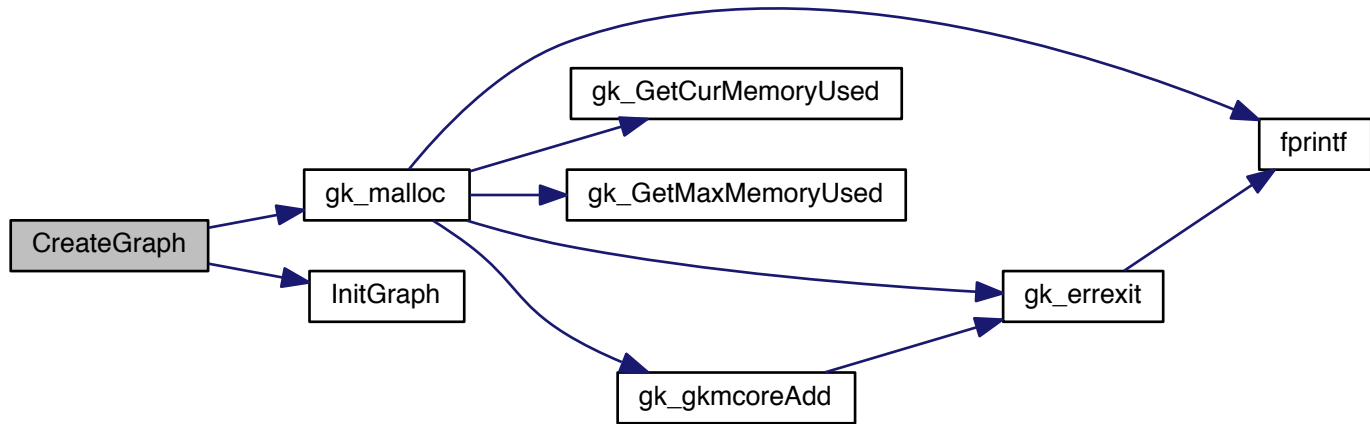 CreateGraph
gk_malloc
InitGraph
gk_GetCurMemoryUsed
gk_GetMaxMemoryUsed
gk_gkmcoreAdd
gk_errexit
fprintf